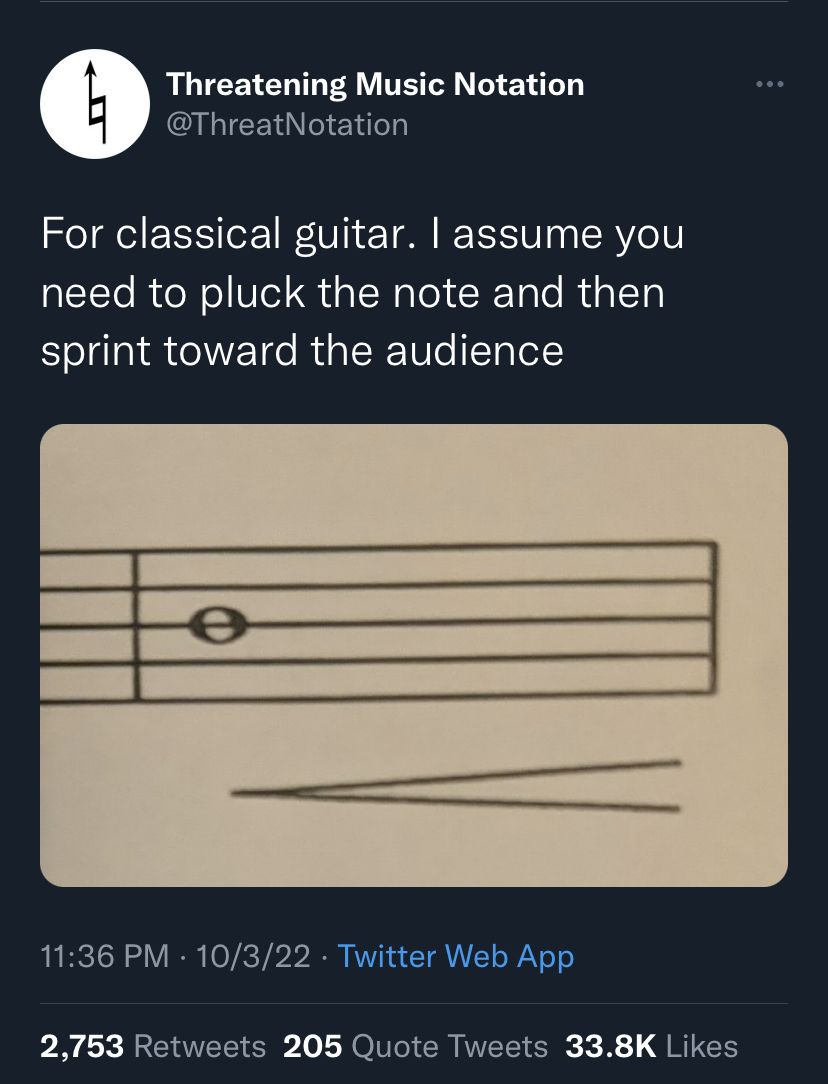 Threatening Music Notation
@ThreatNotation
For classical guitar. I assume you
need to pluck the note and then
sprint toward the audience
11:36 PM · 10/3/22 · Twitter Web App
2,753 Retweets 205 Quote Tweets 33.8K Likes